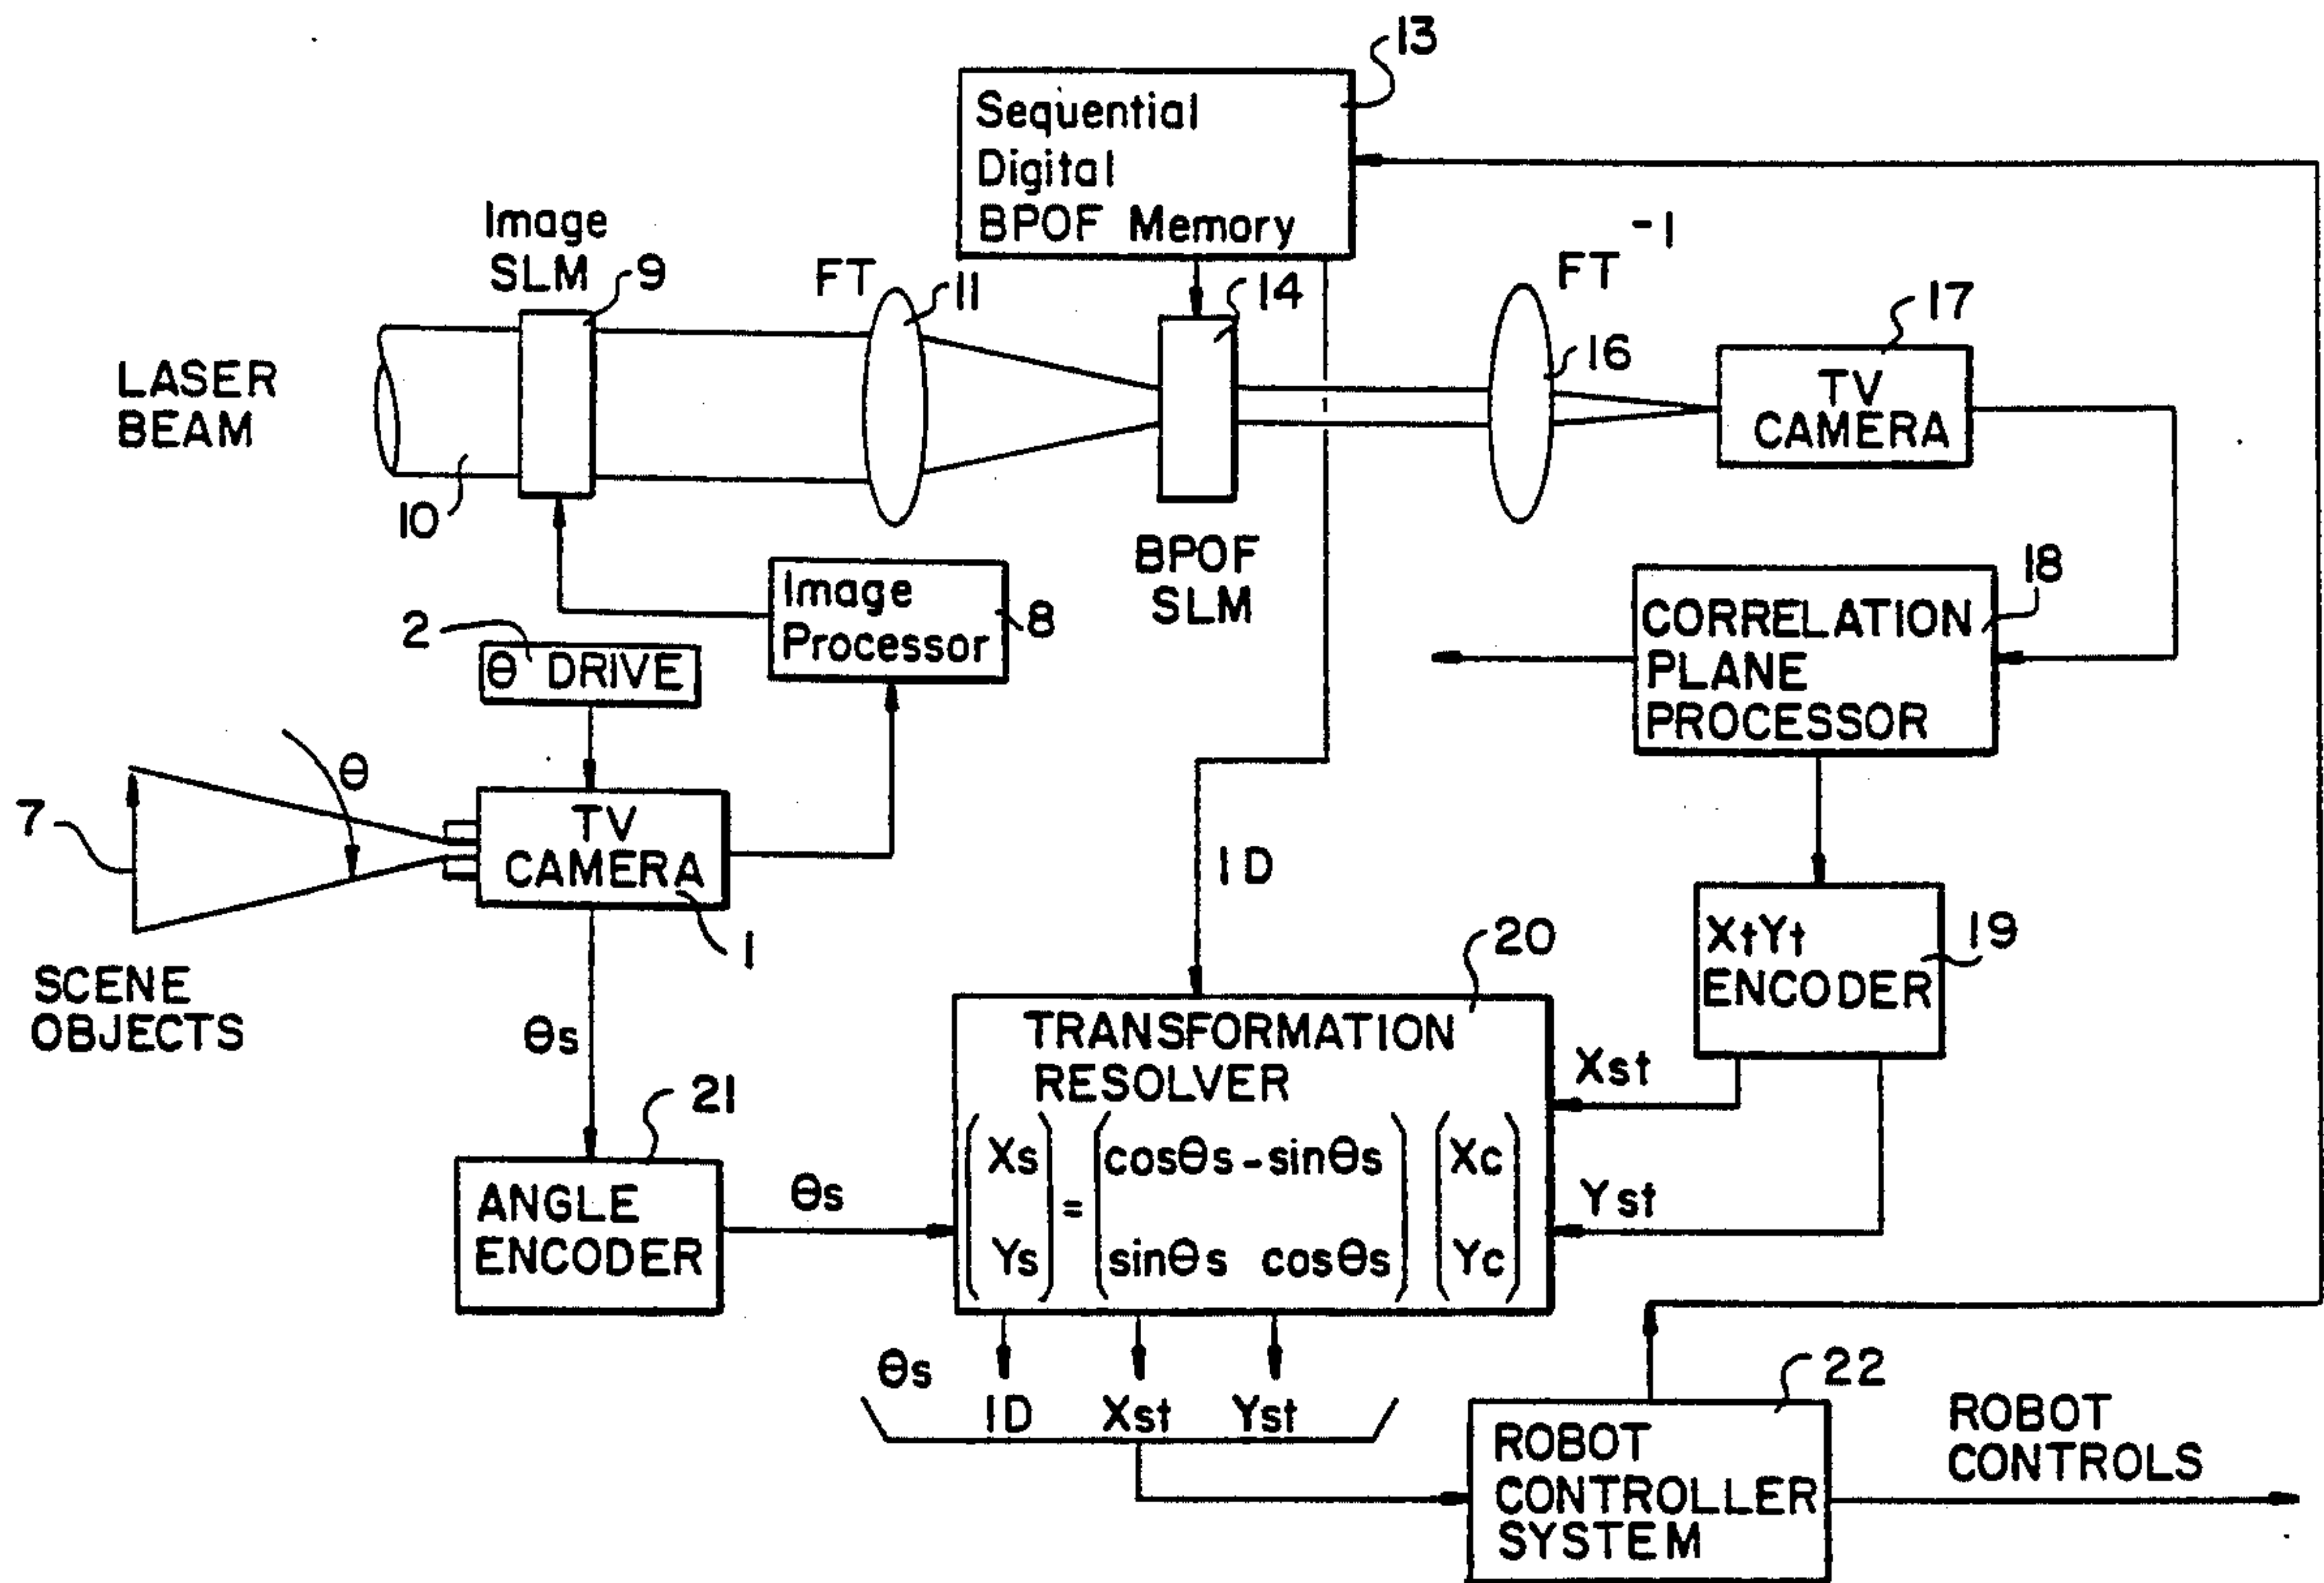 13
Sequential
Digital
BPOF Memory
Image
SLM
9
FT
11
14
FT -1
16
17
TV
CAMERA
LASER
BEAM
10
BPOF
SLM
Image
Processor
8
2
θ DRIVE
18
CORRELATION
PLANE
PROCESSOR
θ
7
TV
CAMERA
1
SCENE
OBJECTS
ID
XtYt
ENCODER
19
20
TRANSFORMATION
RESOLVER
(Xs) = (cosθs -sinθs) (Xc)
(Ys) (sinθs cosθs) (Yc)
Xst
Yst
θs
21
ANGLE
ENCODER
θs
θs
ID Xst Yst
22
ROBOT
CONTROLLER
SYSTEM
ROBOT
CONTROLS